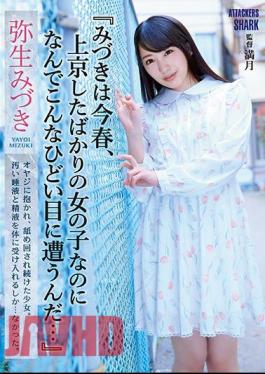 ATTACKERS
SHARK
監督 満月
『みづきは今春、
上京したばかりの女の子なのに
なんでこんなひどい目に遭うんだ…』
弥生みづき
YAYOI MIZUKI
オヤジに抱かれ、舐め回され続けた少女。
汚い唾液と精液を体に受け入れるしか…なかった。